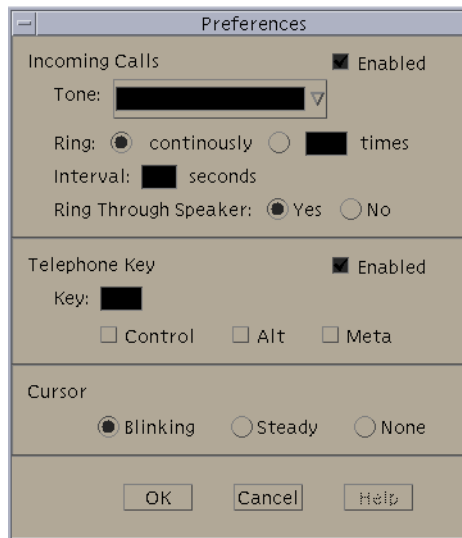 Preferences
Incoming Calls Enabled
Tone:
Ring: continously times
Interval: seconds
Ring Through Speaker: Yes No
Telephone Key Enabled
Key:
Control Alt Meta
Cursor
Blinking Steady None
OK Cancel Help